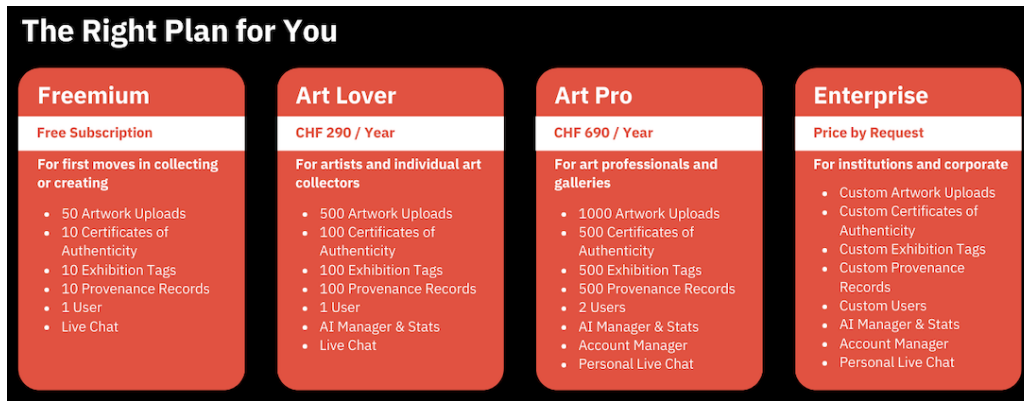 The Right Plan for You
Freemium
Free Subscription
For first moves in collecting
or creating
• 50 Artwork Uploads
• 10 Certificates of
Authenticity
• 10 Exhibition Tags
• 10 Provenance Records
• 1 User
• Live Chat
Art Lover
CHF 290 / Year
For artists and individual art
collectors
• 500 Artwork Uploads
• 100 Certificates of
Authenticity
• 100 Exhibition Tags
• 100 Provenance Records
• 1 User
• AI Manager & Stats
• Live Chat
Art Pro
CHF 690 / Year
For art professionals and
galleries
• 1000 Artwork Uploads
• 500 Certificates of
Authenticity
• 500 Exhibition Tags
• 500 Provenance Records
• 2 Users
• AI Manager & Stats
• Account Manager
• Personal Live Chat
Enterprise
Price by Request
For institutions and corporate
• Custom Artwork Uploads
• Custom Certificates of
Authenticity
• Custom Exhibition Tags
• Custom Provenance
Records
• Custom Users
• AI Manager & Stats
• Account Manager
• Personal Live Chat